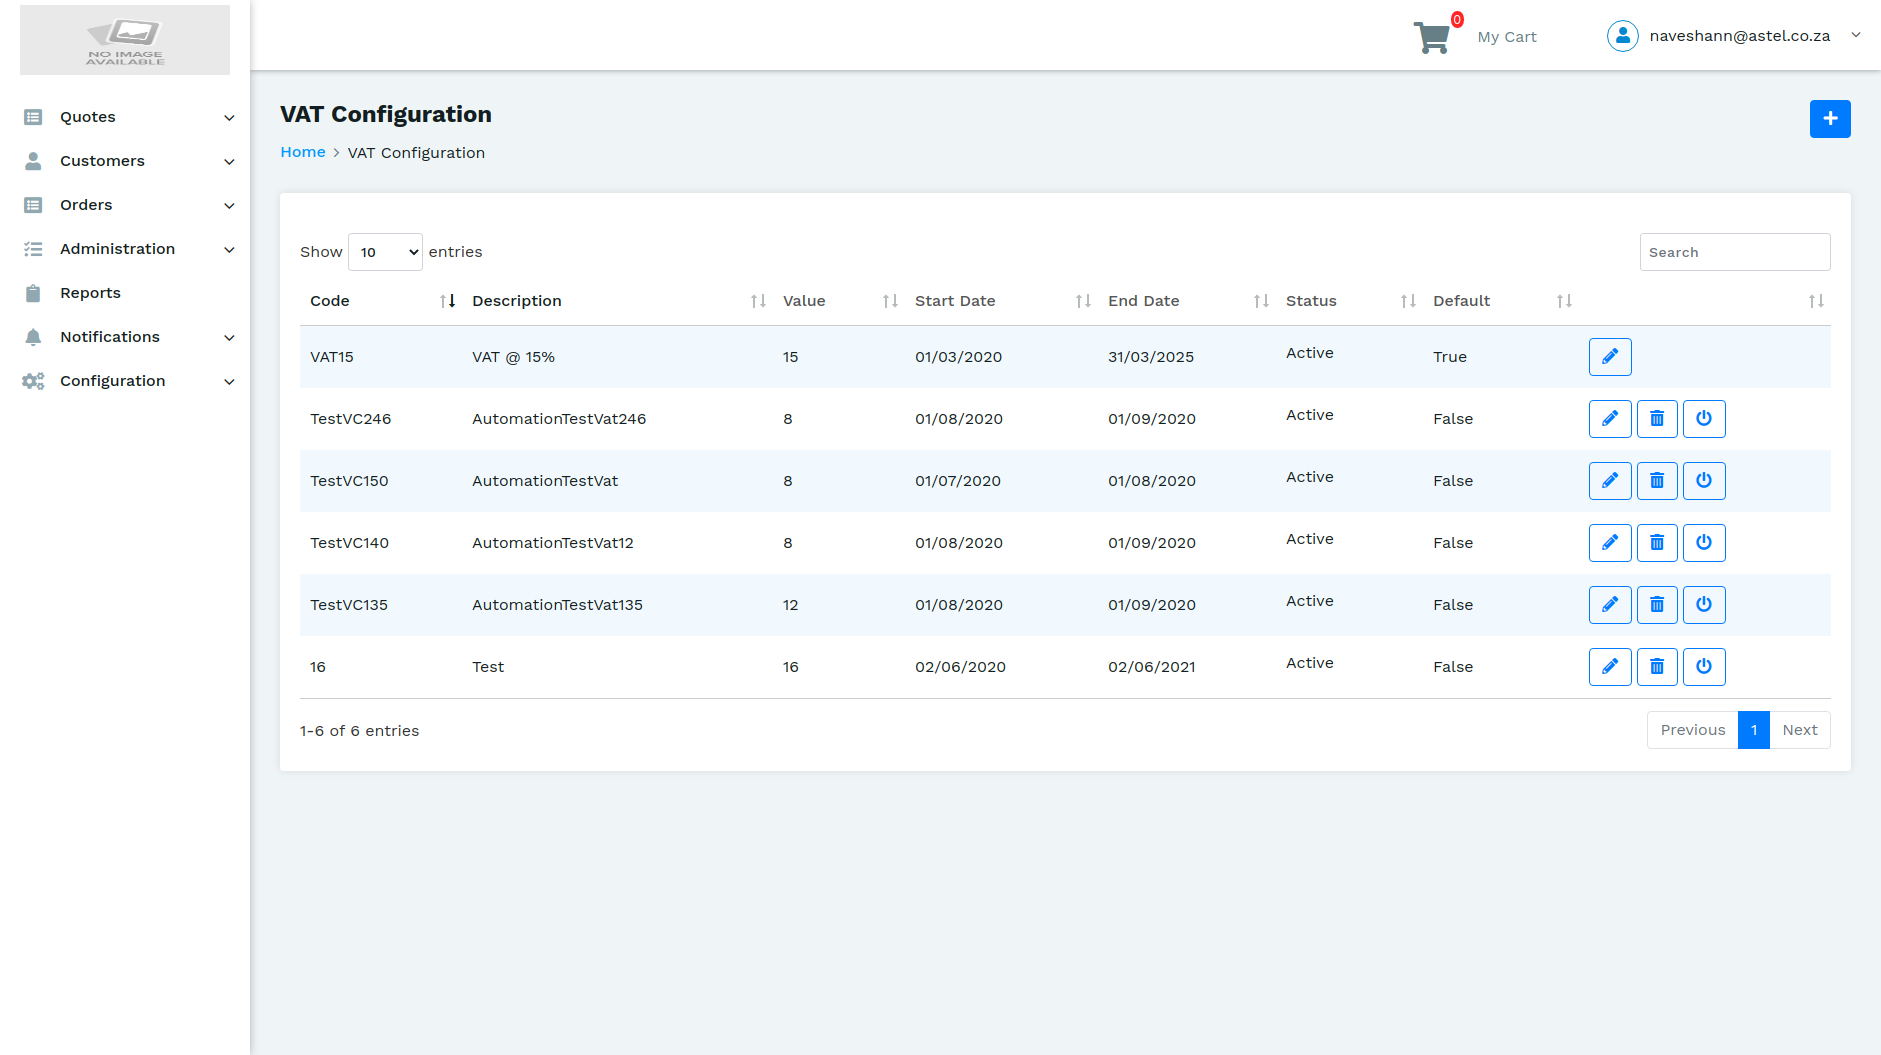 NO IMAGE
AVAILABLE
0
My Cart
naveshann@astel.co.za
Quotes
Customers
Orders
Administration
Reports
Notifications
Configuration
VAT Configuration
Home > VAT Configuration
Show 10 entries
Search
Code Description Value Start Date End Date Status Default
VAT15 VAT @ 15% 15 01/03/2020 31/03/2025 Active True
TestVC246 AutomationTestVat246 8 01/08/2020 01/09/2020 Active False
TestVC150 AutomationTestVat 8 01/07/2020 01/08/2020 Active False
TestVC140 AutomationTestVat12 8 01/08/2020 01/09/2020 Active False
TestVC135 AutomationTestVat135 12 01/08/2020 01/09/2020 Active False
16 Test 16 02/06/2020 02/06/2021 Active False
1-6 of 6 entries
Previous 1 Next